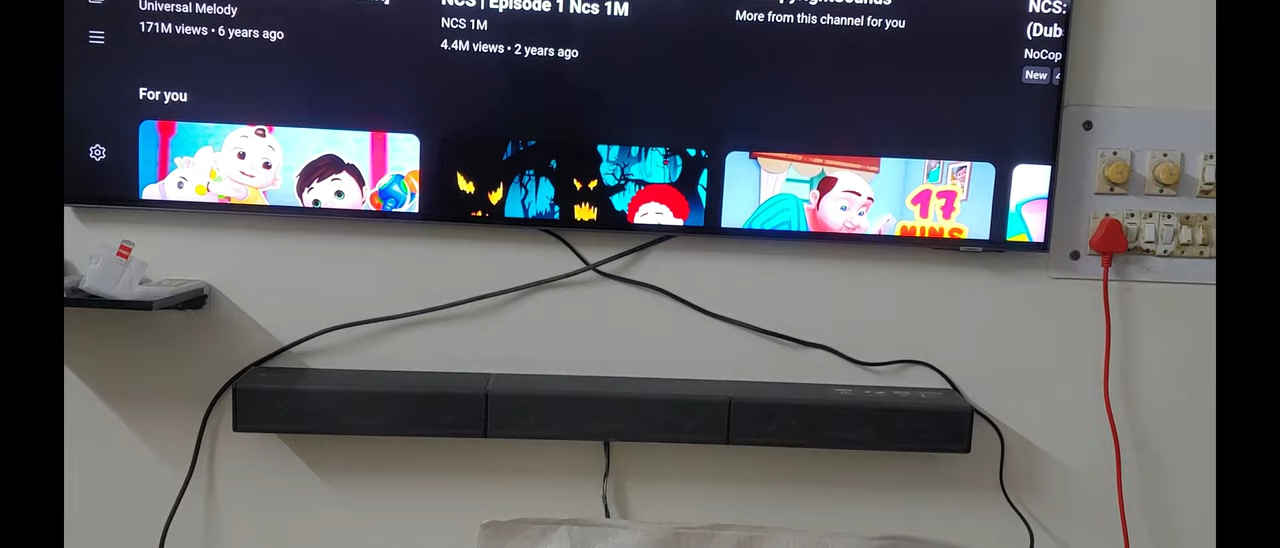 Universal Melody
171M views • 6 years ago
NCS | Episode 1 Ncs 1M
NCS 1M
4.4M views • 2 years ago
More from this channel for you
NCS:
(Dub
NoCop
New
For you
17
MINS